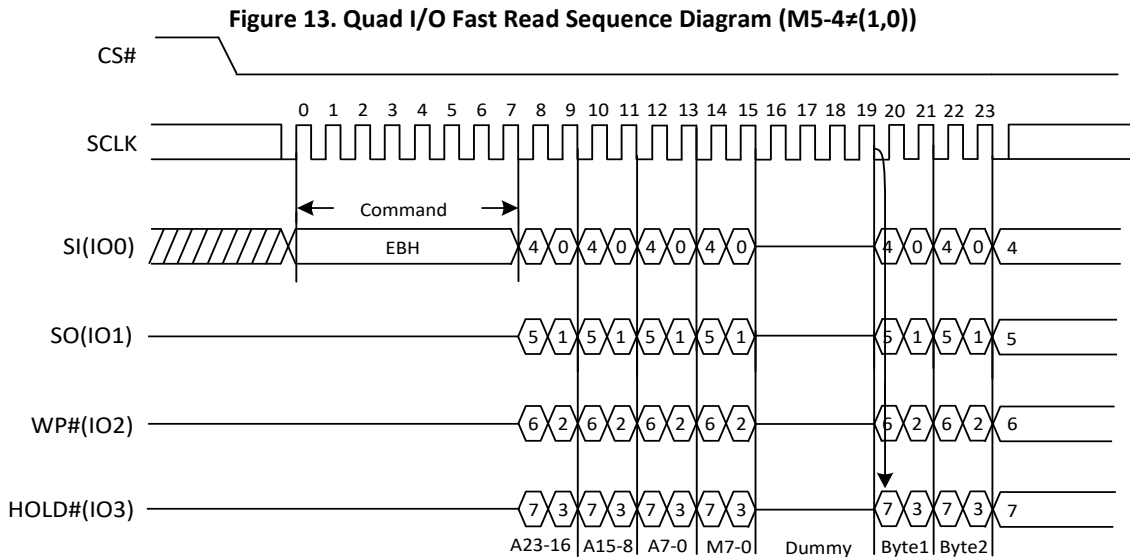 Figure 13. Quad I/O Fast Read Sequence Diagram (M5-4≠(1,0))
CS#
0 1 2 3 4 5 6 7 8 9 10 11 12 13 14 15 16 17 18 19 20 21 22 23
SCLK
Command
SI(IO0) EBH 4 0 4 0 4 0 4 0 4 0 4 0 4
SO(IO1) 5 1 5 1 5 1 5 1 5 1 5 1 5
WP#(IO2) 6 2 6 2 6 2 6 2 6 2 6 2 6
HOLD#(IO3) 7 3 7 3 7 3 7 3 7 3 7 3 7
A23-16 A15-8 A7-0 M7-0 Dummy Byte1 Byte2